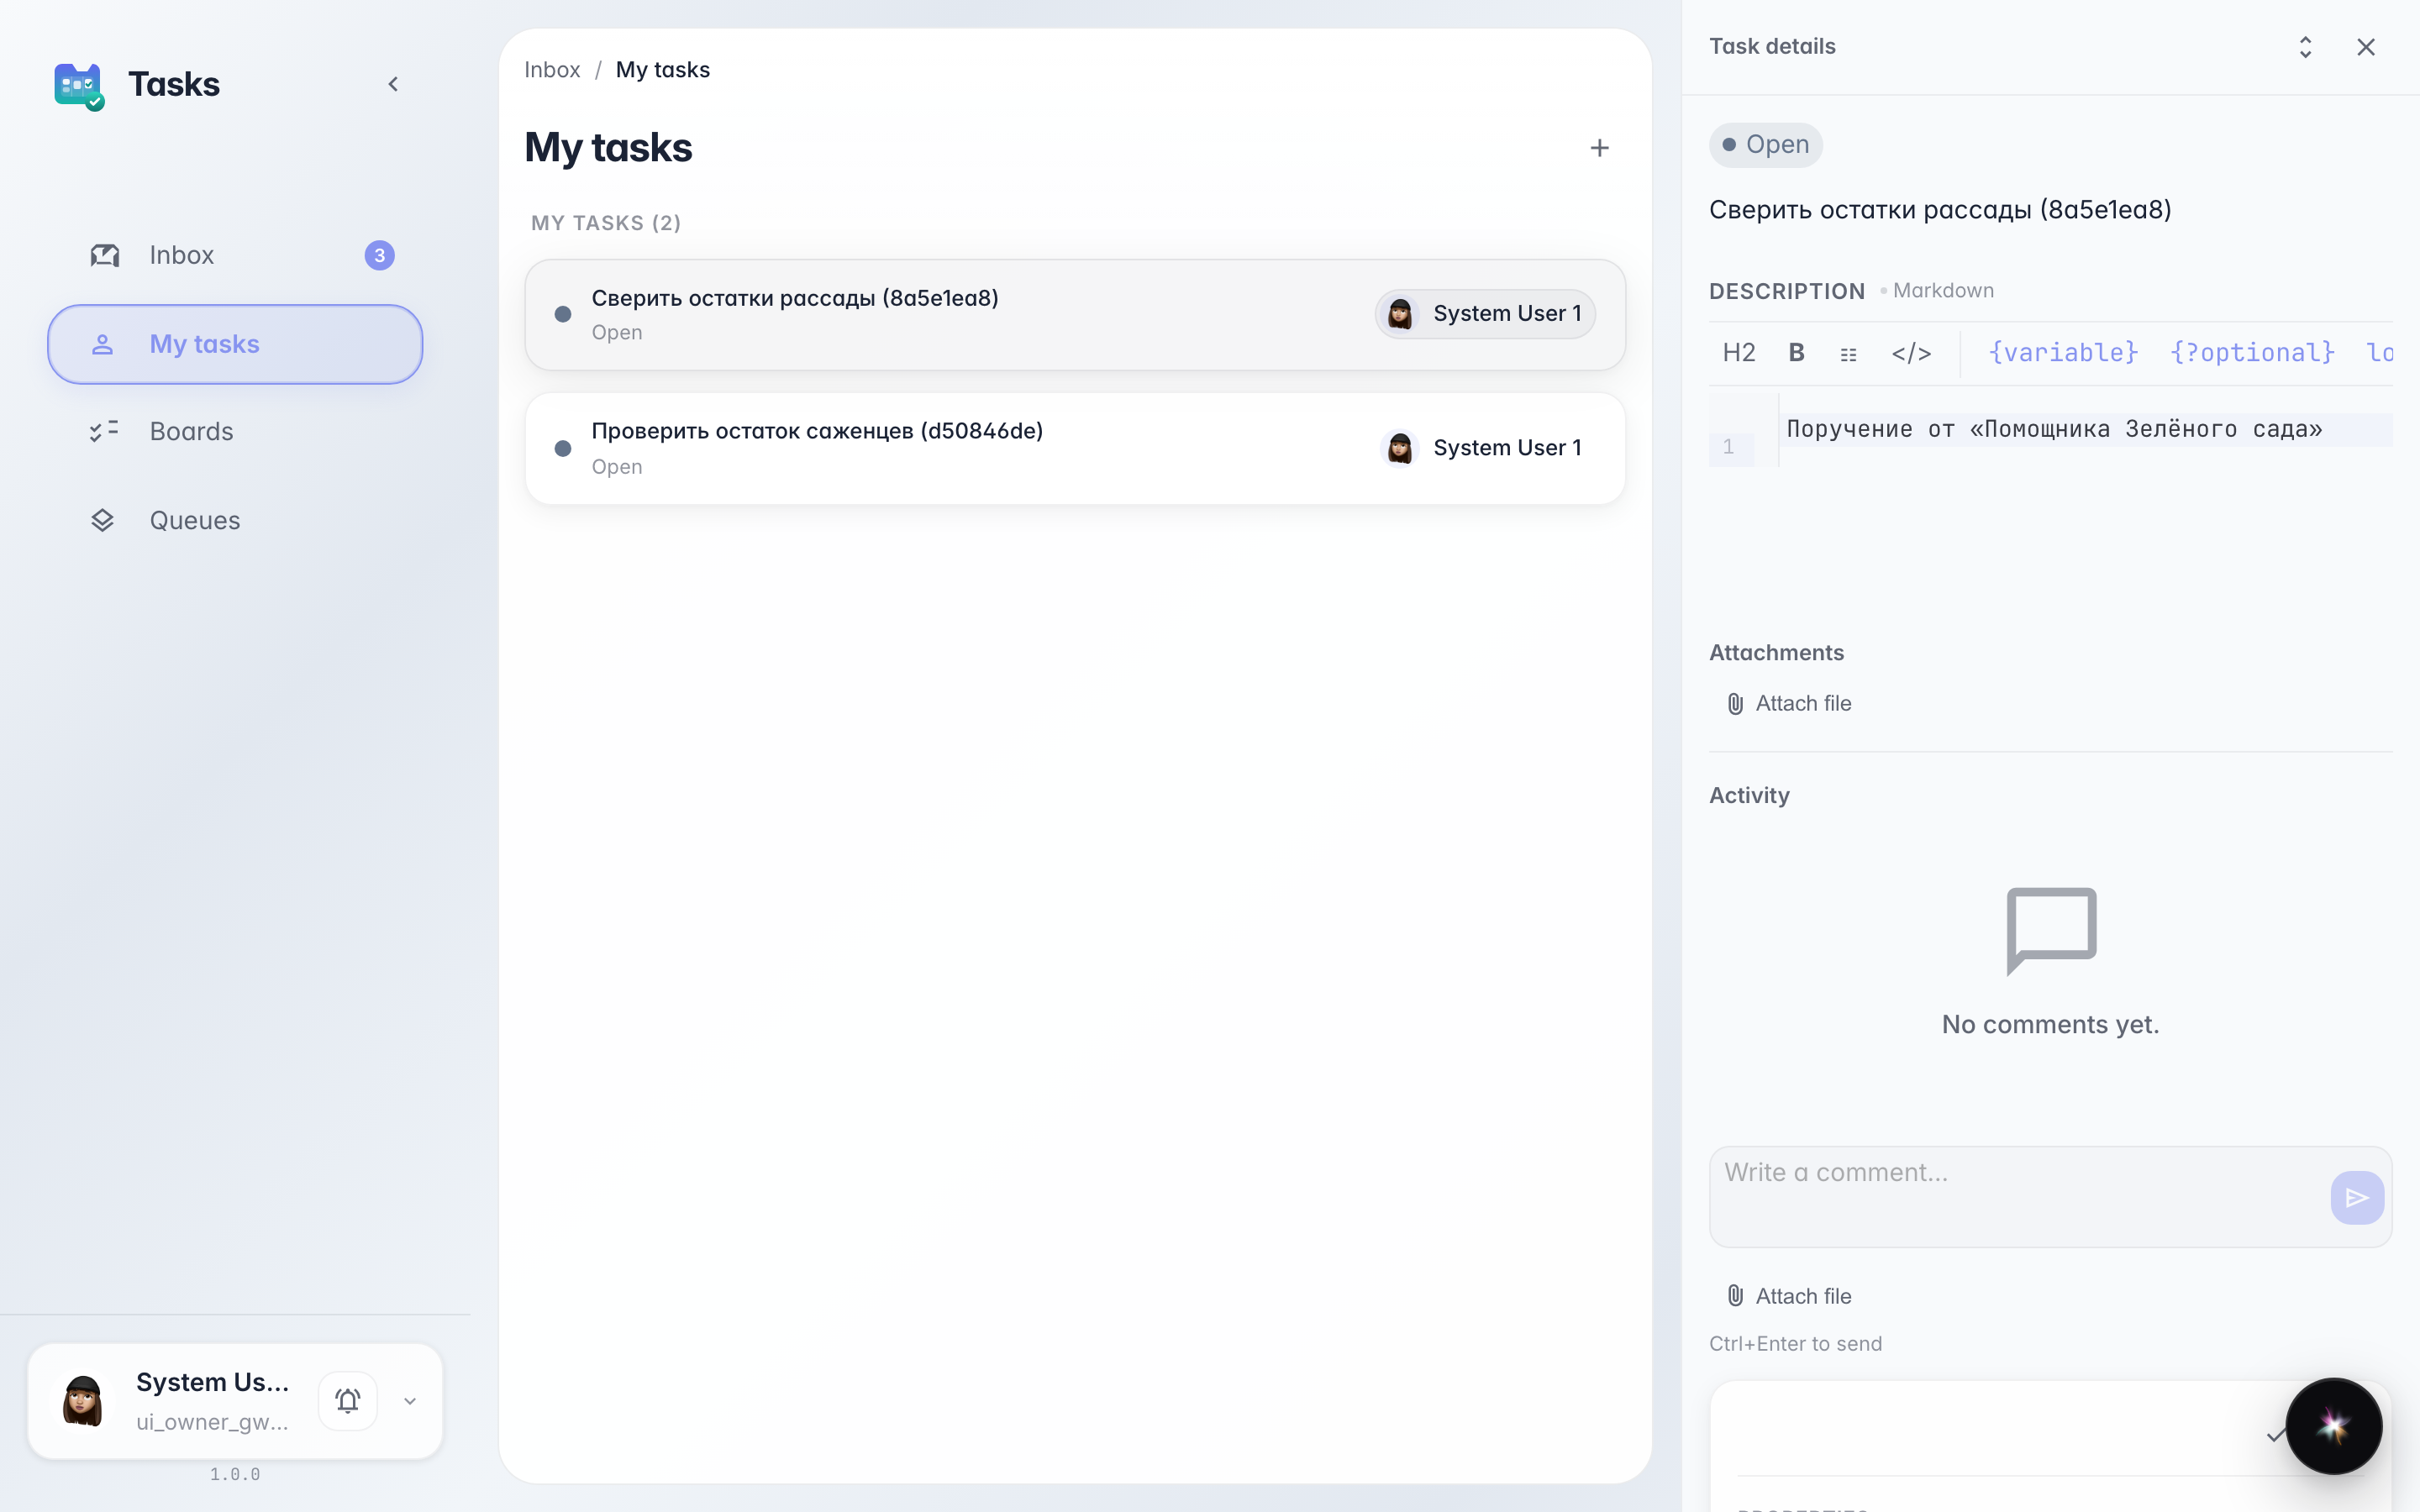 Tasks
Inbox
3
My tasks
Boards
Queues
System Us...
ui_owner_gw...
1.0.0
Inbox / My tasks
My tasks
MY TASKS (2)
Сверить остатки рассады (8a5e1ea8)
Open
System User 1
Проверить остаток саженцев (d50846de)
Open
System User 1
Task details
Open
Сверить остатки рассады (8a5e1ea8)
DESCRIPTION • Markdown
H2 B </> {variable} {?optional} lo
1 Поручение от «Помощника Зелёного сада»
Attachments
Attach file
Activity
No comments yet.
Write a comment...
Attach file
Ctrl+Enter to send